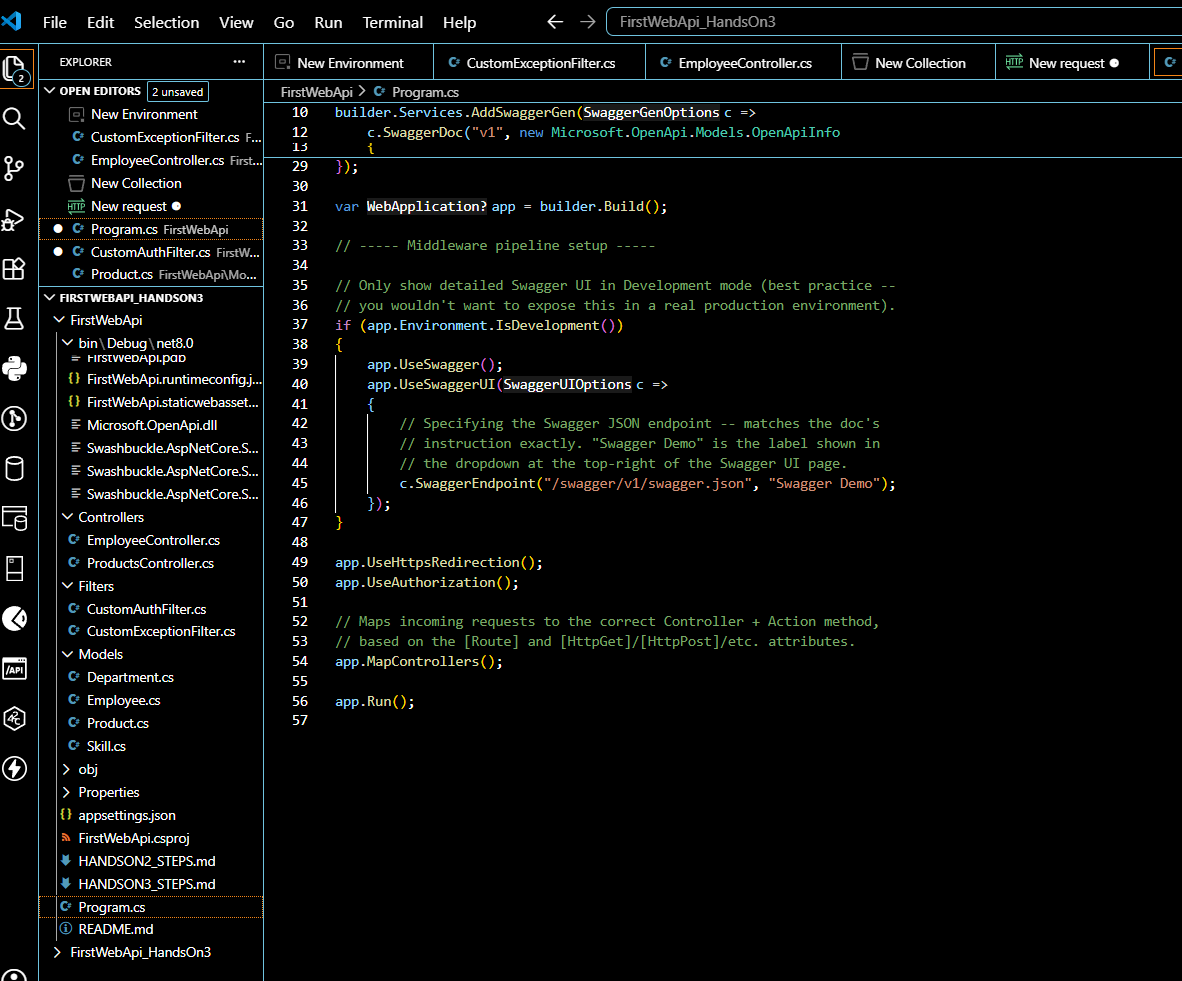 File Edit Selection View Go Run Terminal Help
FirstWebApi_HandsOn3
2
EXPLORER
OPEN EDITORS 2 unsaved
New Environment
CustomExceptionFilter.cs F...
EmployeeController.cs First...
New Collection
HTTP New request
Program.cs FirstWebApi
CustomAuthFilter.cs FirstW...
Product.cs FirstWebApi\Mo...
FIRSTWEBAPI_HANDSON3
FirstWebApi
bin\Debug\net8.0
FirstWebApi.pdb
FirstWebApi.runtimeconfig.j...
FirstWebApi.staticwebasset...
Microsoft.OpenApi.dll
Swashbuckle.AspNetCore.S...
Swashbuckle.AspNetCore.S...
Swashbuckle.AspNetCore.S...
Controllers
EmployeeController.cs
ProductsController.cs
Filters
CustomAuthFilter.cs
CustomExceptionFilter.cs
Models
Department.cs
Employee.cs
Product.cs
Skill.cs
obj
Properties
appsettings.json
FirstWebApi.csproj
HANDSON2_STEPS.md
HANDSON3_STEPS.md
Program.cs
README.md
FirstWebApi_HandsOn3
/API
New Environment
CustomExceptionFilter.cs
EmployeeController.cs
New Collection
HTTP New request
FirstWebApi > Program.cs
10 builder.Services.AddSwaggerGen(SwaggerGenOptions c =>
12 c.SwaggerDoc("v1", new Microsoft.OpenApi.Models.OpenApiInfo
13 {
29 });
30
31 var WebApplication? app = builder.Build();
32
33 // ----- Middleware pipeline setup -----
34
35 // Only show detailed Swagger UI in Development mode (best practice --
36 // you wouldn't want to expose this in a real production environment).
37 if (app.Environment.IsDevelopment())
38 {
39 app.UseSwagger();
40 app.UseSwaggerUI(SwaggerUIOptions c =>
41 {
42 // Specifying the Swagger JSON endpoint -- matches the doc's
43 // instruction exactly. "Swagger Demo" is the label shown in
44 // the dropdown at the top-right of the Swagger UI page.
45 c.SwaggerEndpoint("/swagger/v1/swagger.json", "Swagger Demo");
46 });
47 }
48
49 app.UseHttpsRedirection();
50 app.UseAuthorization();
51
52 // Maps incoming requests to the correct Controller + Action method,
53 // based on the [Route] and [HttpGet]/[HttpPost]/etc. attributes.
54 app.MapControllers();
55
56 app.Run();
57